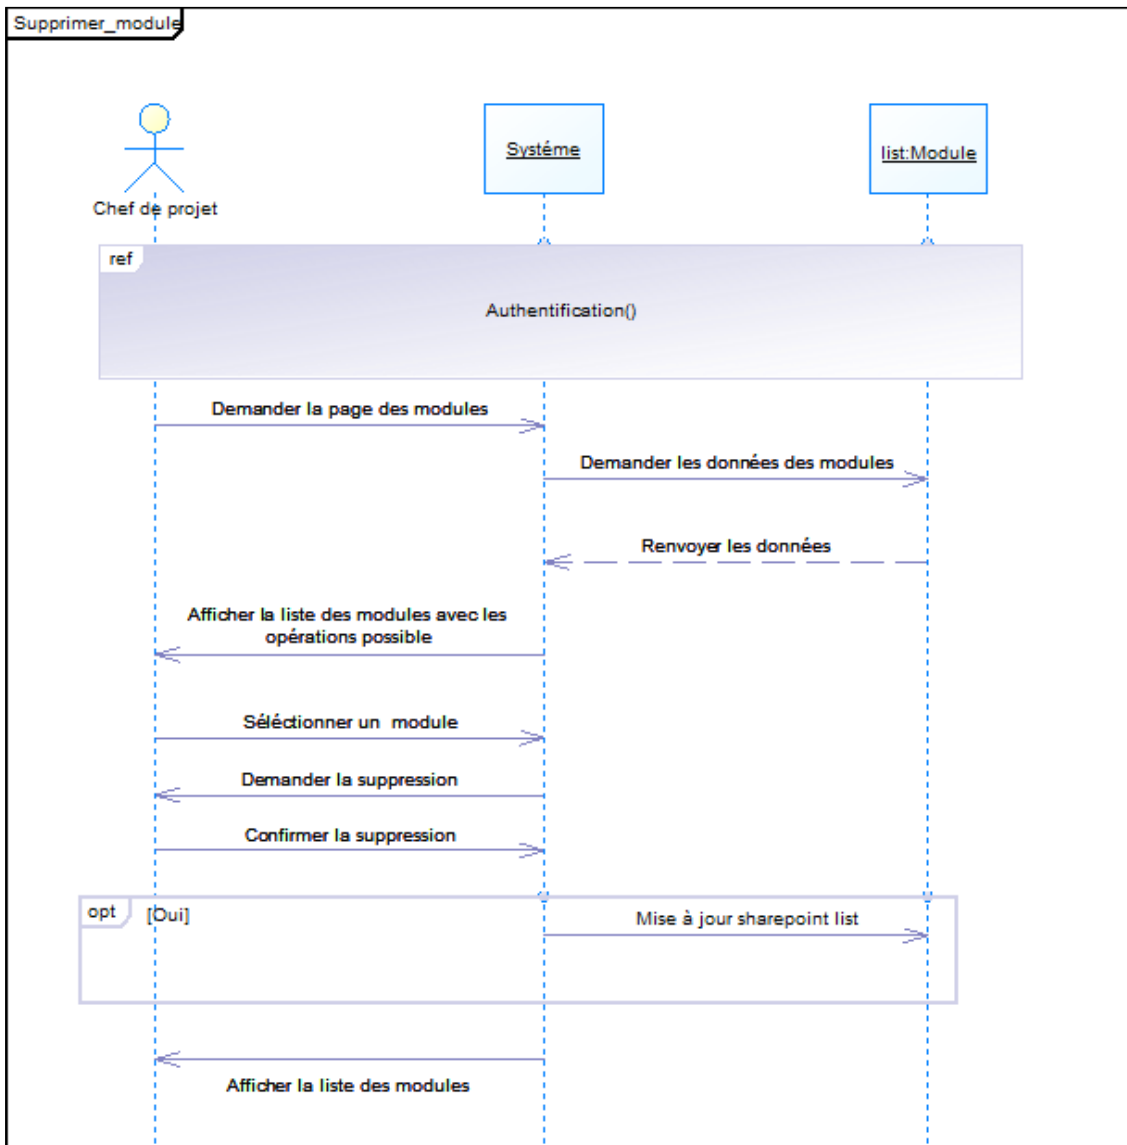 Supprimer_module
Systéme
list:Module
Chef de projet
ref
Authentification()
Demander la page des modules
Demander les données des modules
Renvoyer les données
Afficher la liste des modules avec les
opérations possible
Séléctionner un  module
Demander la suppression
Confirmer la suppression
opt
[Oui]
Mise à jour sharepoint list
Afficher la liste des modules